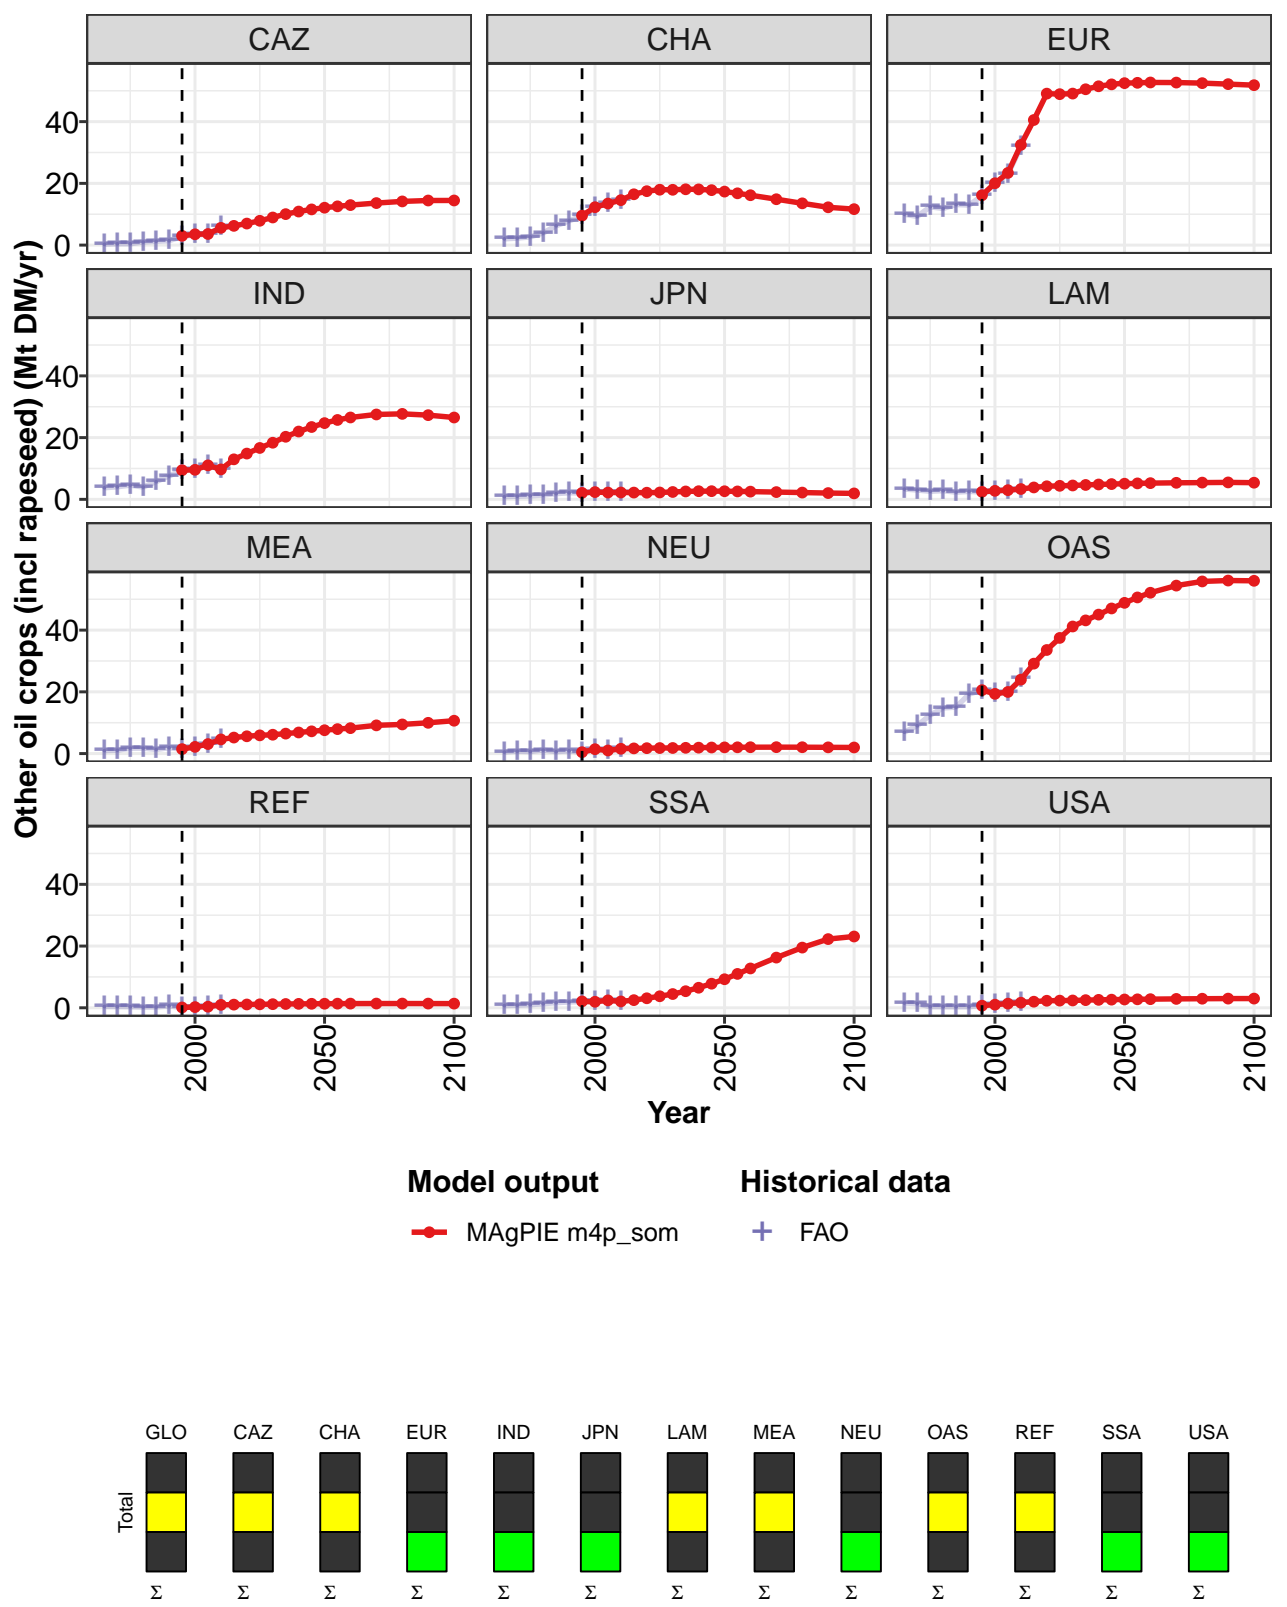 CAZ CHA EUR
40
20
0
IND JPN LAM
40
20
0
MEA NEU OAS
40
20
0
REF SSA USA
40
20
0
Other oil crops (incl rapeseed) (Mt DM/yr)
2000 2050 2100 2000 2050 2100 2000 2050 2100
Year
Model output Historical data
MAgPIE m4p_som FAO
GLO CAZ CHA EUR IND JPN LAM MEA NEU OAS REF SSA USA
Total
Σ Σ Σ Σ Σ Σ Σ Σ Σ Σ Σ Σ Σ